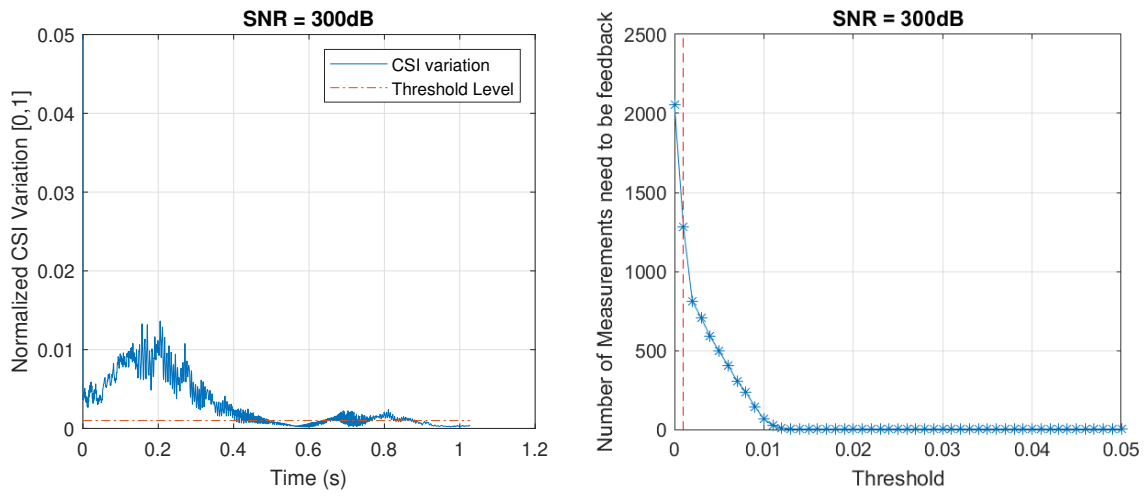 SNR = 300dB
Normalized CSI Variation [0,1]
0.05
0.04
0.03
0.02
0.01
0
CSI variation
Threshold Level
0 0.2 0.4 0.6 0.8 1 1.2
Time (s)
SNR = 300dB
Number of Measurements need to be feedback
2500
2000
1500
1000
500
0
0 0.01 0.02 0.03 0.04 0.05
Threshold